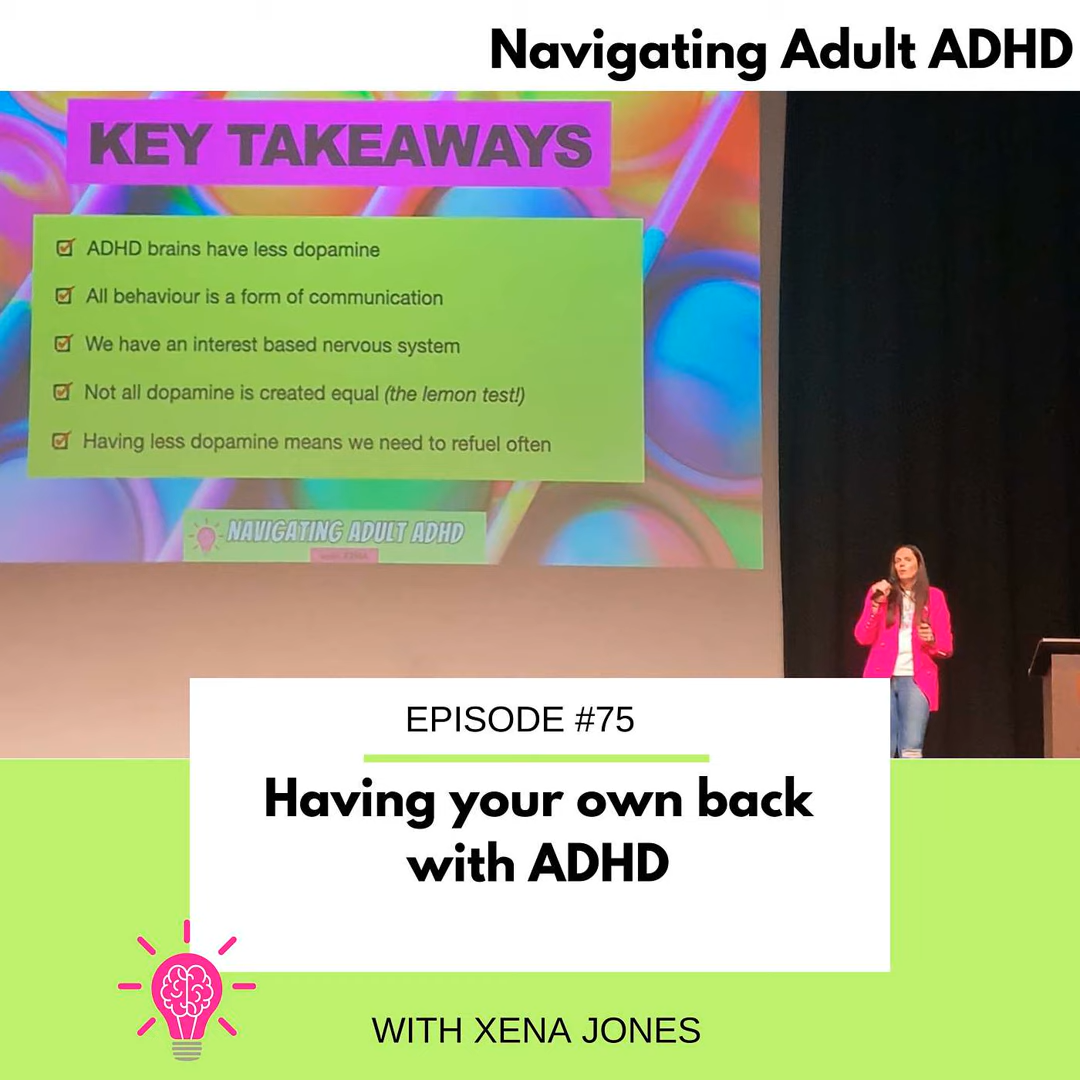 Navigating Adult ADHD
KEY TAKEAWAYS
ADHD brains have less dopamine
All behaviour is a form of communication
We have an interest based nervous system
Not all dopamine is created equal (the lemon test!)
Having less dopamine means we need to refuel often
NAVIGATING ADULT ADHD
EPISODE #75
Having your own back
with ADHD
WITH XENA JONES